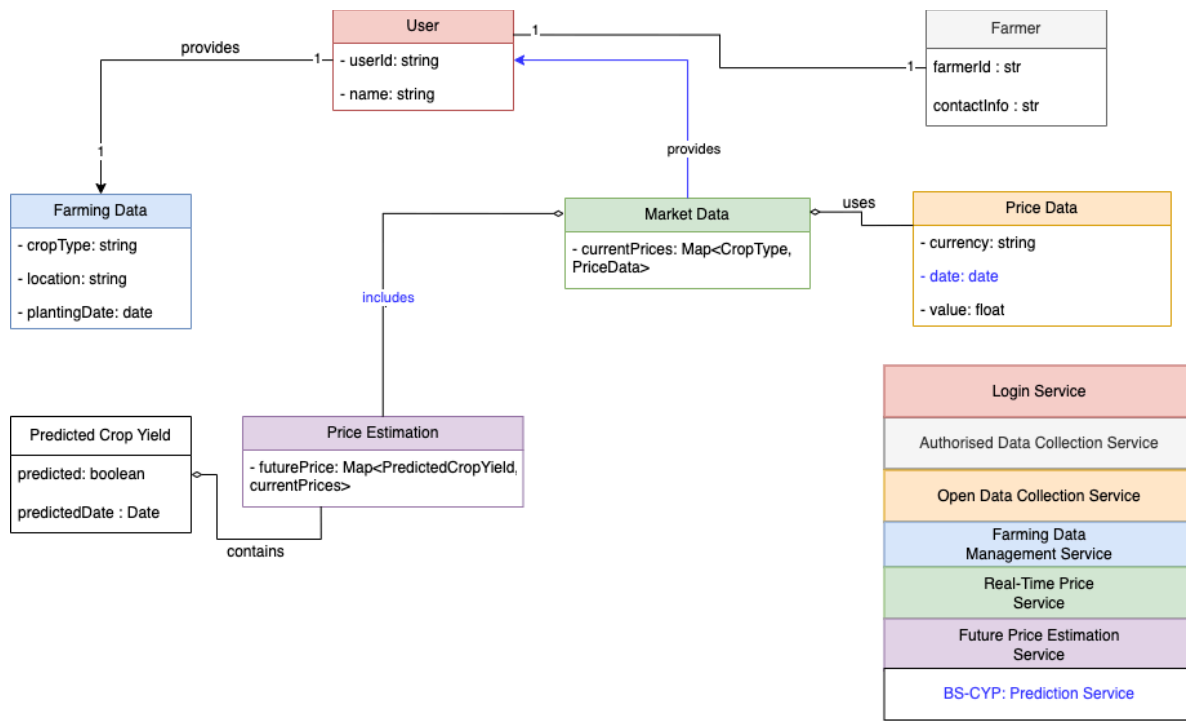 User
- userId: string
- name: string
Farmer
farmerId : str
contactInfo : str
1
1
provides
1
1
provides
Farming Data
- cropType: string
- location: string
- plantingDate: date
Market Data
- currentPrices: Map<CropType,
PriceData>
uses
Price Data
- currency: string
- date: date
- value: float
includes
Predicted Crop Yield
predicted: boolean
predictedDate : Date
Price Estimation
- futurePrice: Map<PredictedCropYield,
currentPrices>
contains
Login Service
Authorised Data Collection Service
Open Data Collection Service
Farming Data
Management Service
Real-Time Price
Service
Future Price Estimation
Service
BS-CYP: Prediction Service